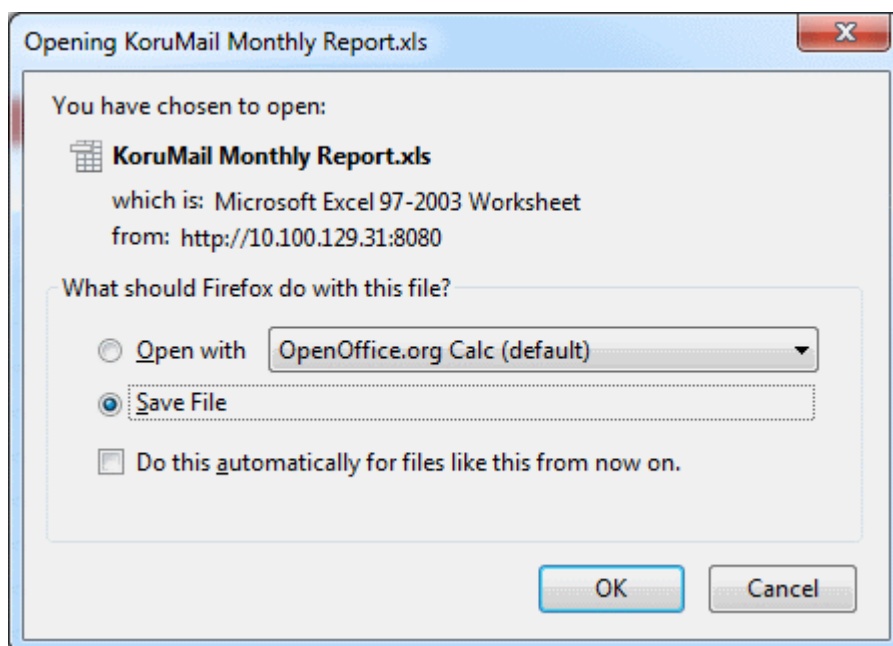 Opening KoruMail Monthly Report.xls
You have chosen to open:
KoruMail Monthly Report.xls
which is: Microsoft Excel 97-2003 Worksheet
from: http://10.100.129.31:8080
What should Firefox do with this file?
Open with OpenOffice.org Calc (default)
Save File
Do this automatically for files like this from now on.
OK Cancel